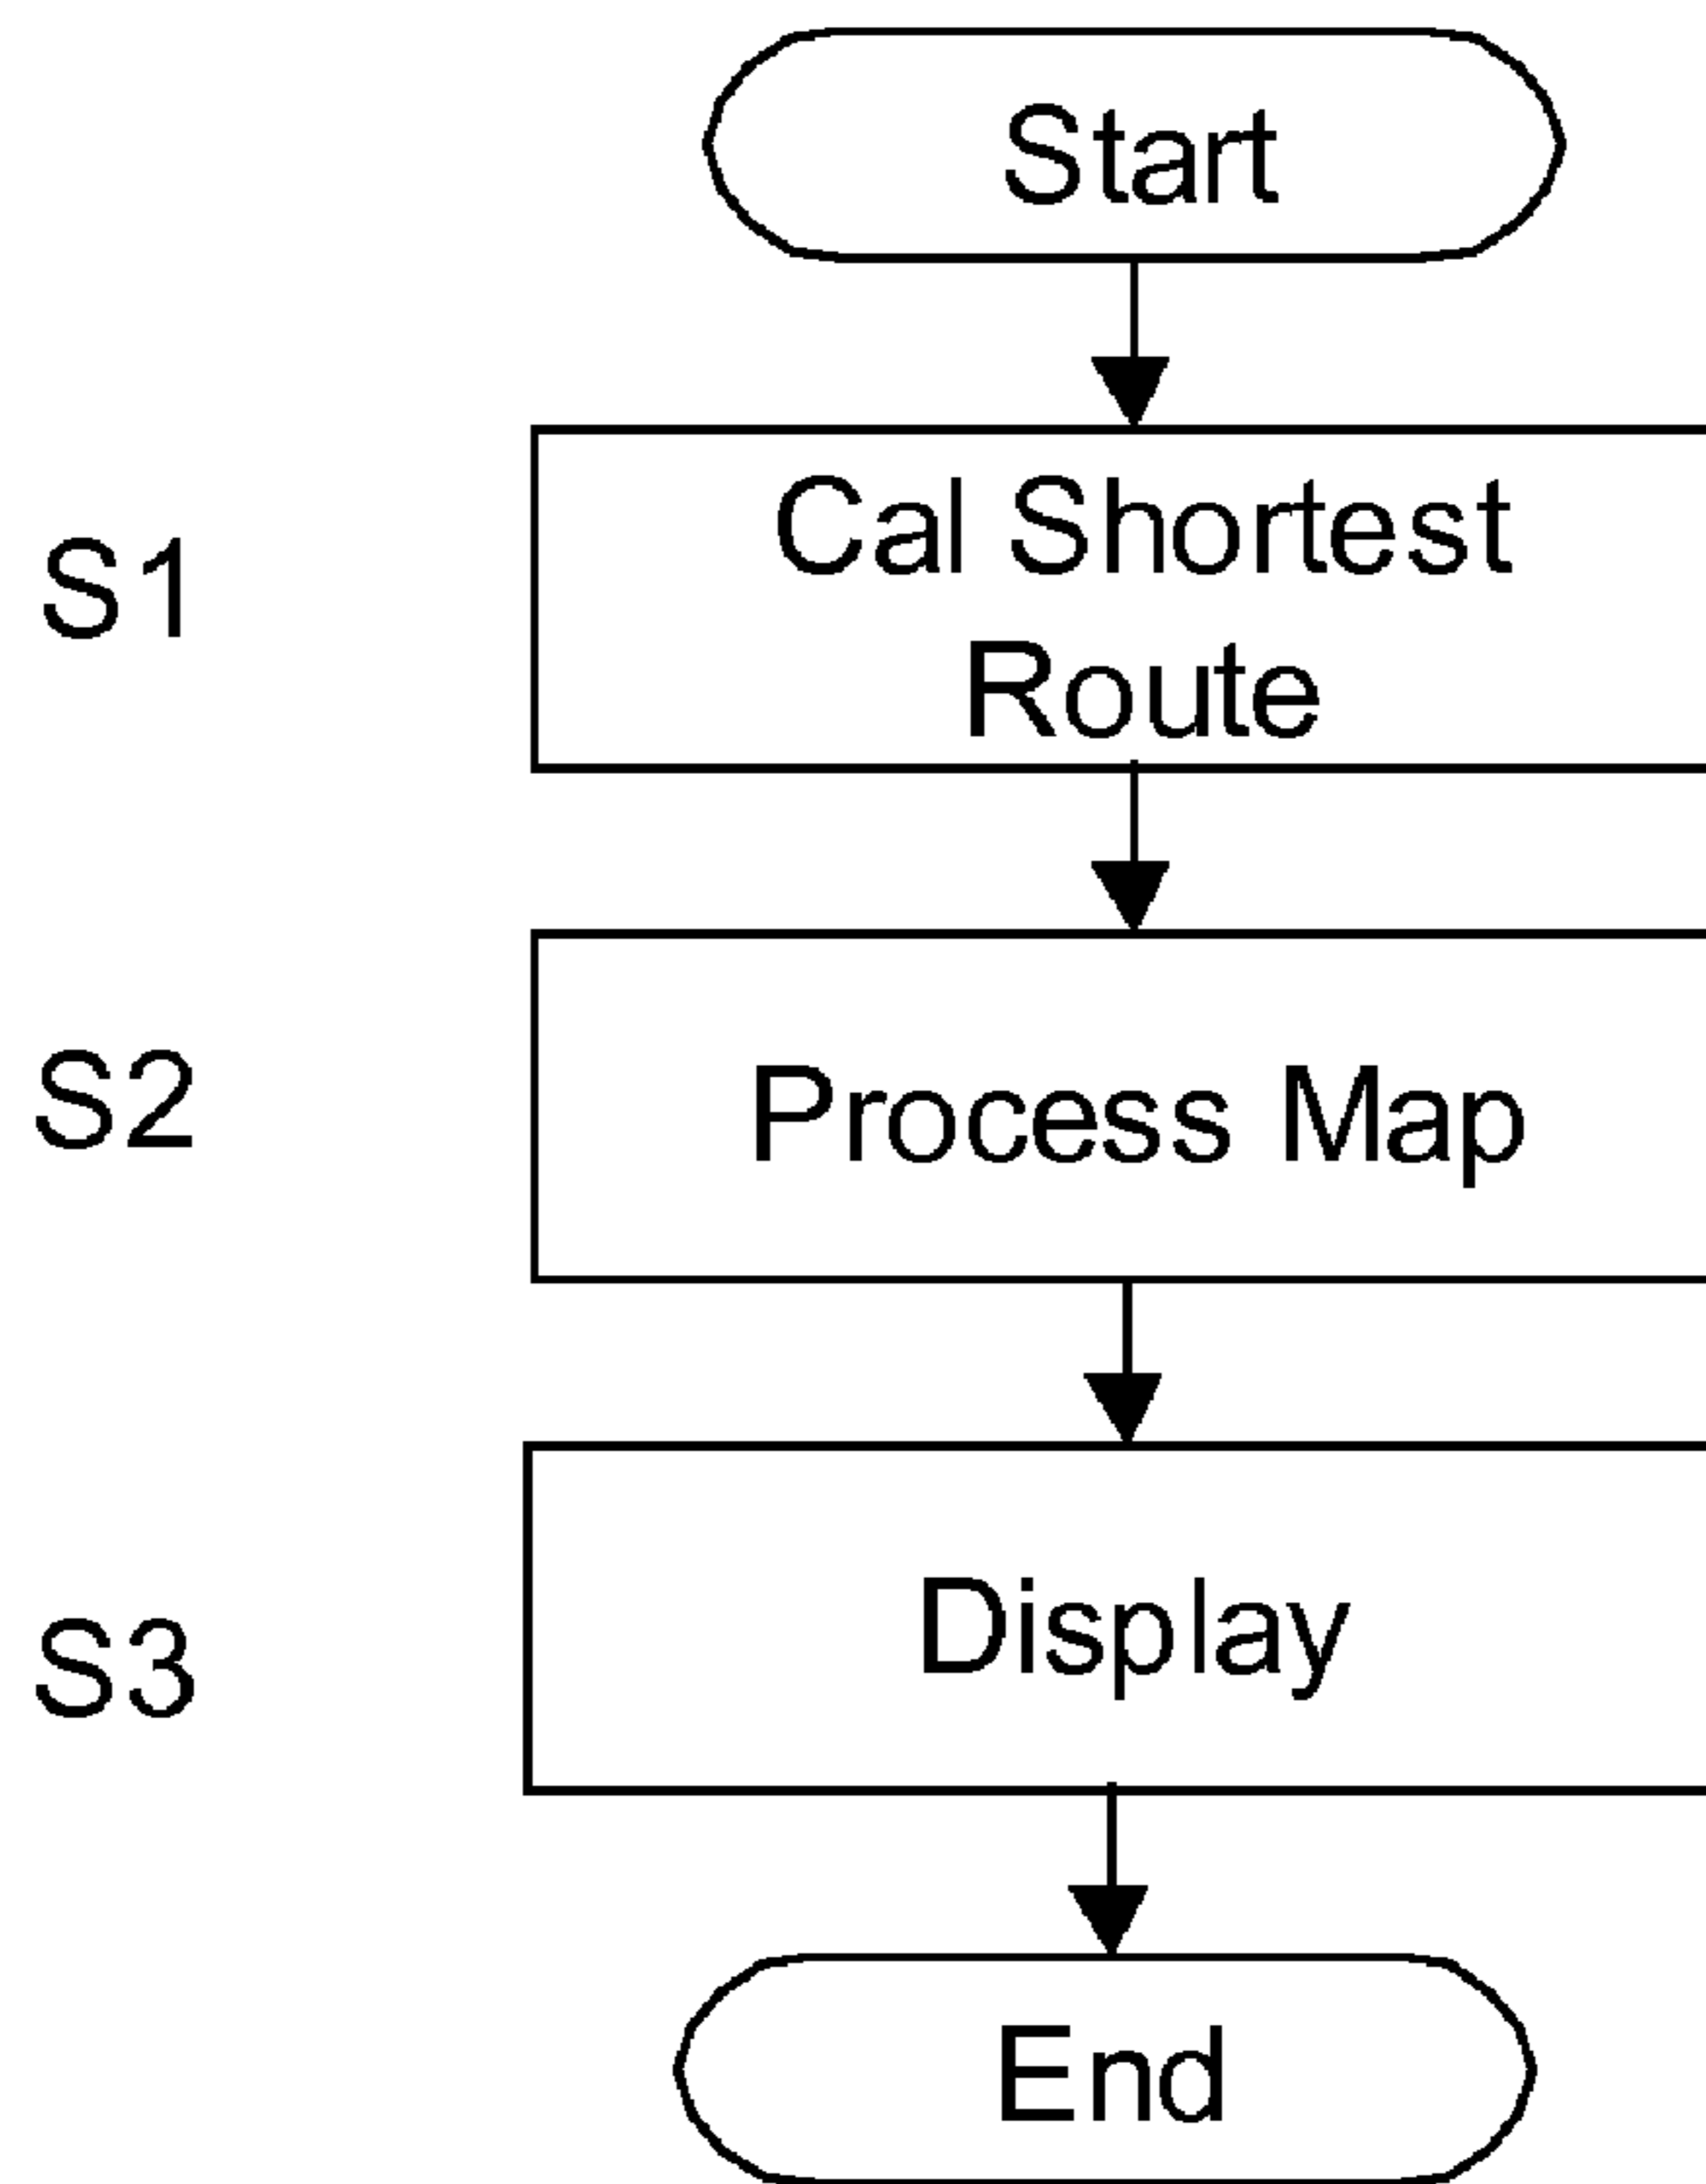 Start
S1
Cal Shortest
Route
S2
Process Map
S3
Display
End